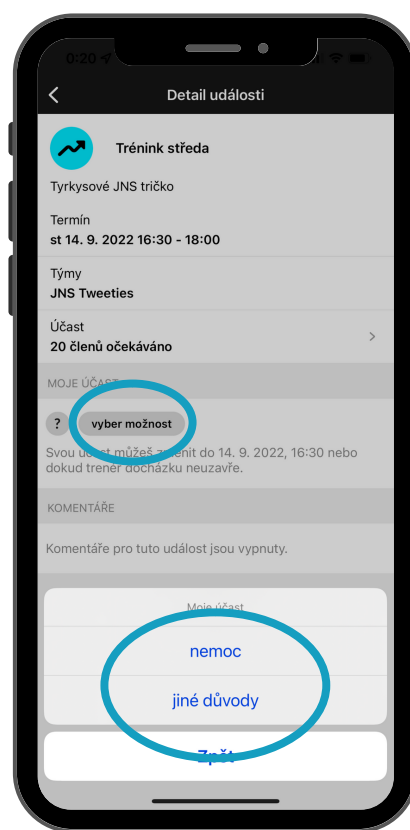 0:20
Detail události
Trénink středa
Tyrkysové JNS tričko
Termín
st 14. 9. 2022 16:30 - 18:00
Týmy
JNS Tweeties
Účast
20 členů očekáváno
MOJE ÚČAST
? vyber možnost
Svou účast můžeš změnit do 14. 9. 2022, 16:30 nebo
dokud trenér docházku neuzavře.
KOMENTÁŘE
Komentáře pro tuto událost jsou vypnuty.
Moje účast
nemoc
jiné důvody
Zpět